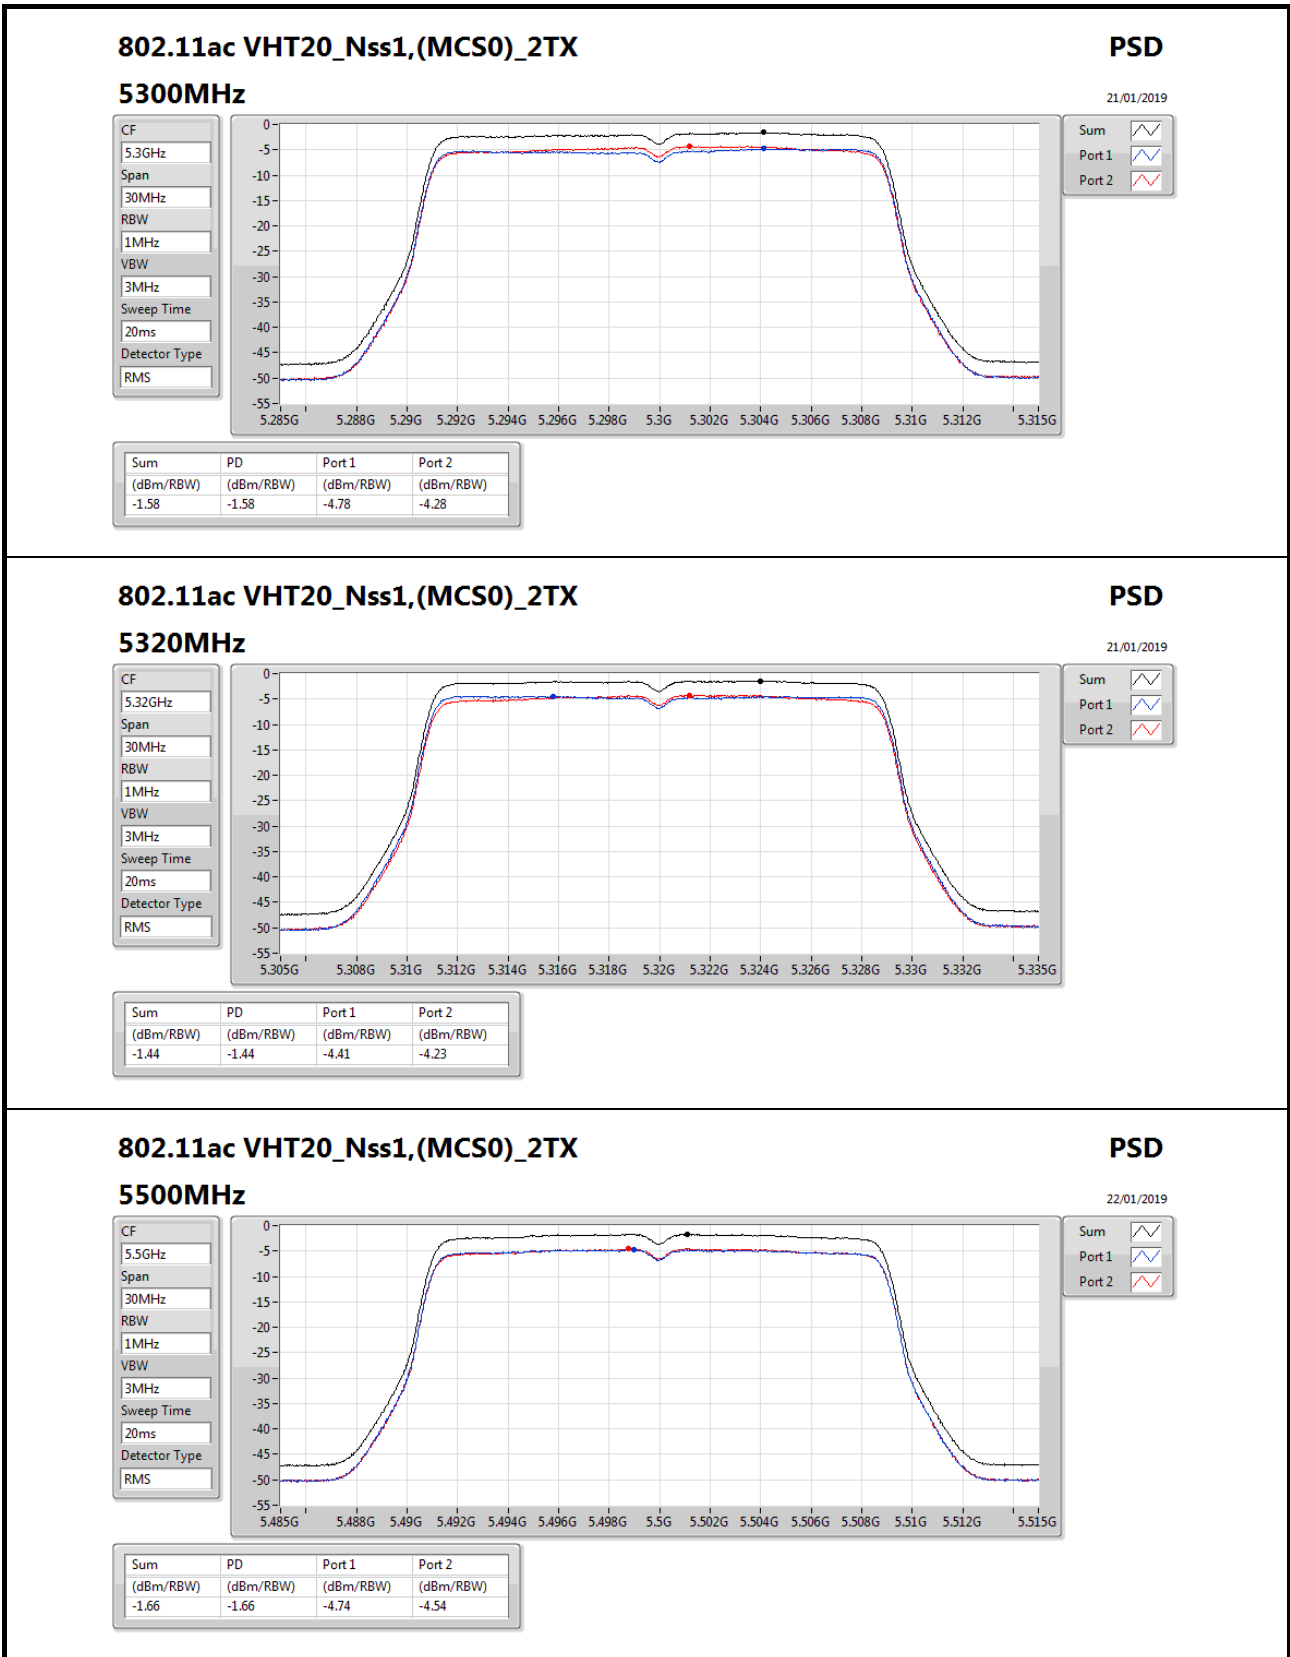 802.11ac VHT20_Nss1,(MCS0)_2TX PSD
5300MHz 21/01/2019
CF
5.3GHz
Span
30MHz
RBW
1MHz
VBW
3MHz
Sweep Time
20ms
Detector Type
RMS
0
-5
-10
-15
-20
-25
-30
-35
-40
-45
-50
-55
5.285G 5.288G 5.29G 5.292G 5.294G 5.296G 5.298G 5.3G 5.302G 5.304G 5.306G 5.308G 5.31G 5.312G 5.315G
Sum
Port 1
Port 2
Sum PD Port 1 Port 2
(dBm/RBW) (dBm/RBW) (dBm/RBW) (dBm/RBW)
-1.58 -1.58 -4.78 -4.28
802.11ac VHT20_Nss1,(MCS0)_2TX PSD
5320MHz 21/01/2019
CF
5.32GHz
Span
30MHz
RBW
1MHz
VBW
3MHz
Sweep Time
20ms
Detector Type
RMS
0
-5
-10
-15
-20
-25
-30
-35
-40
-45
-50
-55
5.305G 5.308G 5.31G 5.312G 5.314G 5.316G 5.318G 5.32G 5.322G 5.324G 5.326G 5.328G 5.33G 5.332G 5.335G
Sum
Port 1
Port 2
Sum PD Port 1 Port 2
(dBm/RBW) (dBm/RBW) (dBm/RBW) (dBm/RBW)
-1.44 -1.44 -4.41 -4.23
802.11ac VHT20_Nss1,(MCS0)_2TX PSD
5500MHz 22/01/2019
CF
5.5GHz
Span
30MHz
RBW
1MHz
VBW
3MHz
Sweep Time
20ms
Detector Type
RMS
0
-5
-10
-15
-20
-25
-30
-35
-40
-45
-50
-55
5.485G 5.488G 5.49G 5.492G 5.494G 5.496G 5.498G 5.5G 5.502G 5.504G 5.506G 5.508G 5.51G 5.512G 5.515G
Sum
Port 1
Port 2
Sum PD Port 1 Port 2
(dBm/RBW) (dBm/RBW) (dBm/RBW) (dBm/RBW)
-1.66 -1.66 -4.74 -4.54